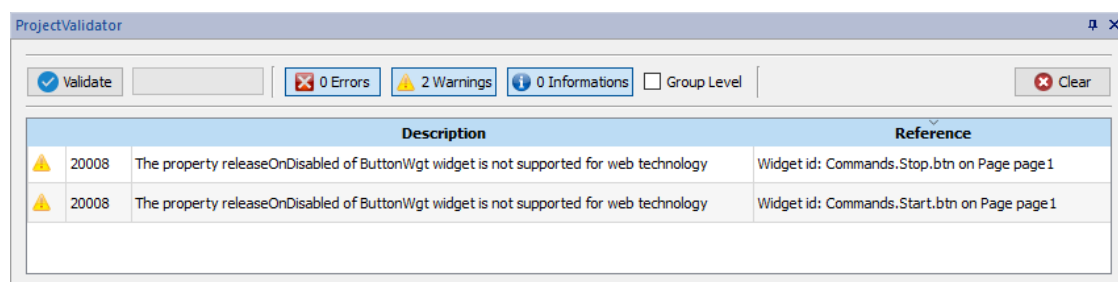 ProjectValidator
Validate 0 Errors 2 Warnings 0 Informations Group Level Clear
Description Reference
20008 The property releaseOnDisabled of ButtonWgt widget is not supported for web technology Widget id: Commands.Stop.btn on Page page1
20008 The property releaseOnDisabled of ButtonWgt widget is not supported for web technology Widget id: Commands.Start.btn on Page page1